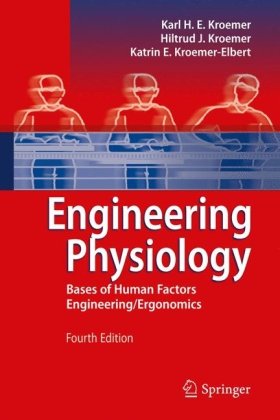 Karl H. E. Kroemer
Hiltrud J. Kroemer
Katrin E. Kroemer-Elbert
Engineering
Physiology
Bases of Human Factors
Engineering/Ergonomics
Fourth Edition
Springer